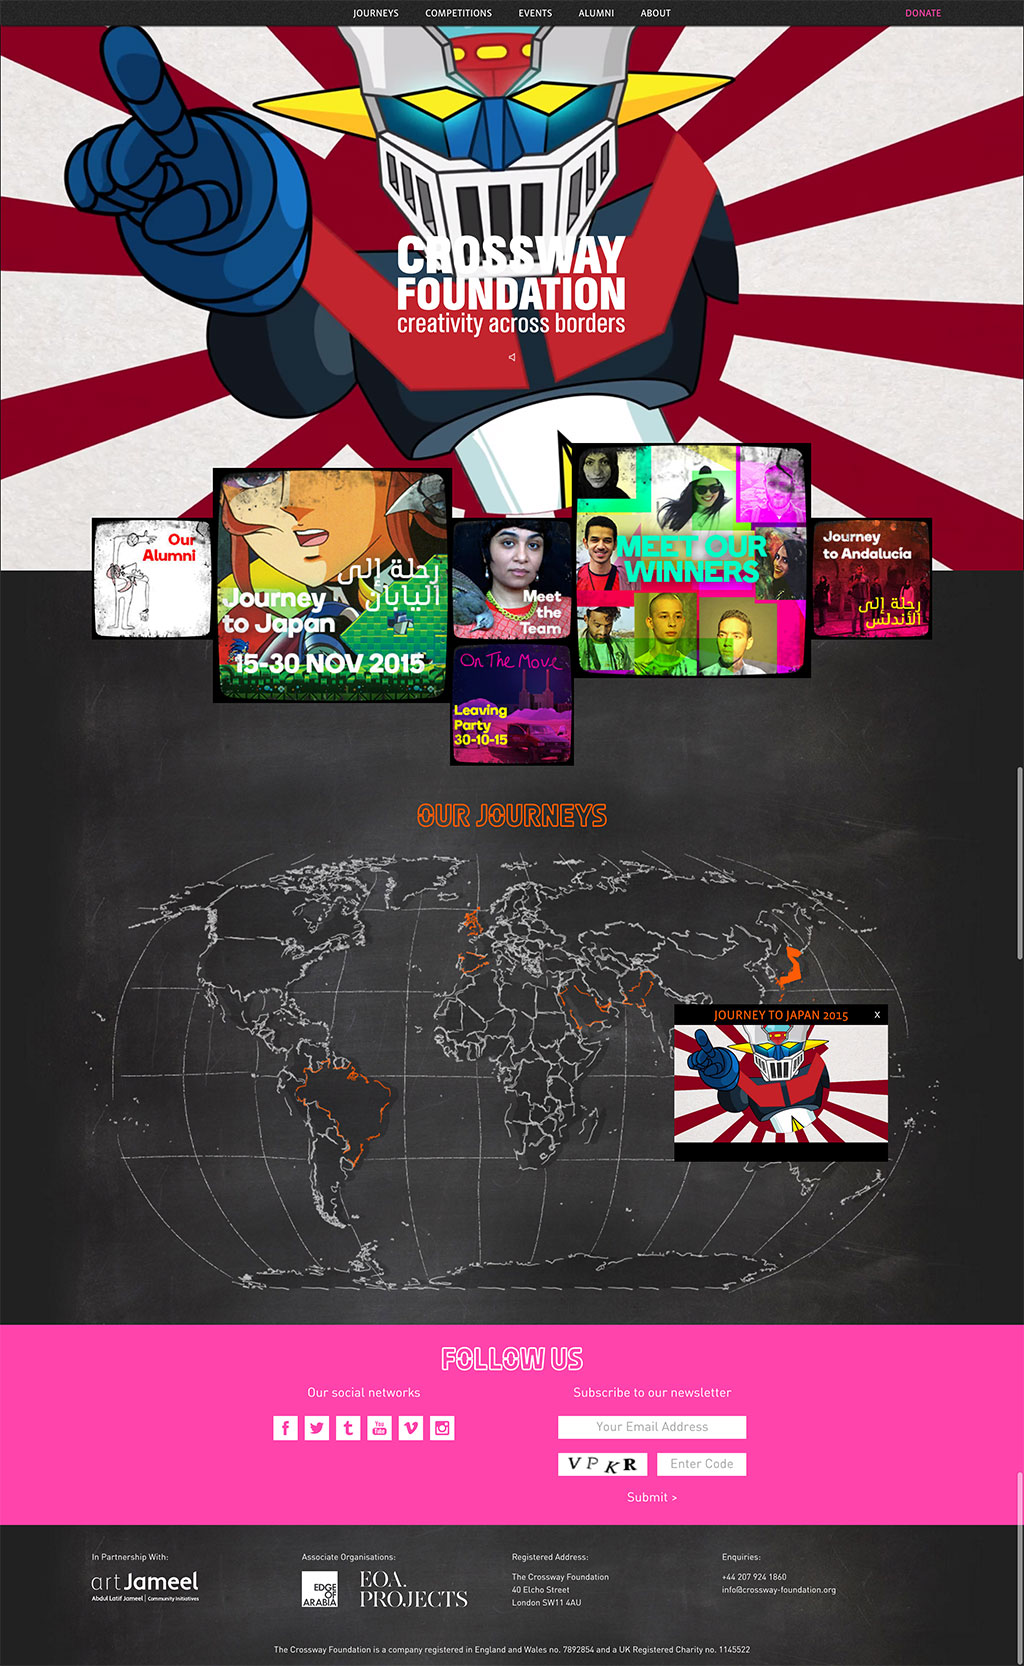 JOURNEYS
COMPETITIONS
EVENTS
ALUMNI
ABOUT
DONATE
CROSSWAY
FOUNDATION
creativity across borders
Our
Alumni
رحلة إلى
اليابان
Journey
to Japan
15-30 NOV 2015
Meet
the
Team
On The Move
Leaving
Party
30-10-15
MEET OUR
WINNERS
Journey
to Andalucía
رحلة إلى
الأندلس
OUR JOURNEYS
JOURNEY TO JAPAN 2015
X
FOLLOW US
Our social networks
You
Tube
Subscribe to our newsletter
Your Email Address
V P K R
Enter Code
Submit >
In Partnership With:
art Jameel
Abdul Latif Jameel | Community Initiatives
Associate Organisations:
EDGE
OF
ARABIA
EOA.
PROJECTS
Registered Address:
The Crossway Foundation
40 Elcho Street
London SW11 4AU
Enquiries:
+44 207 924 1860
info@crossway-foundation.org
The Crossway Foundation is a company registered in England and Wales no. 7892854 and a UK Registered Charity no. 1145522